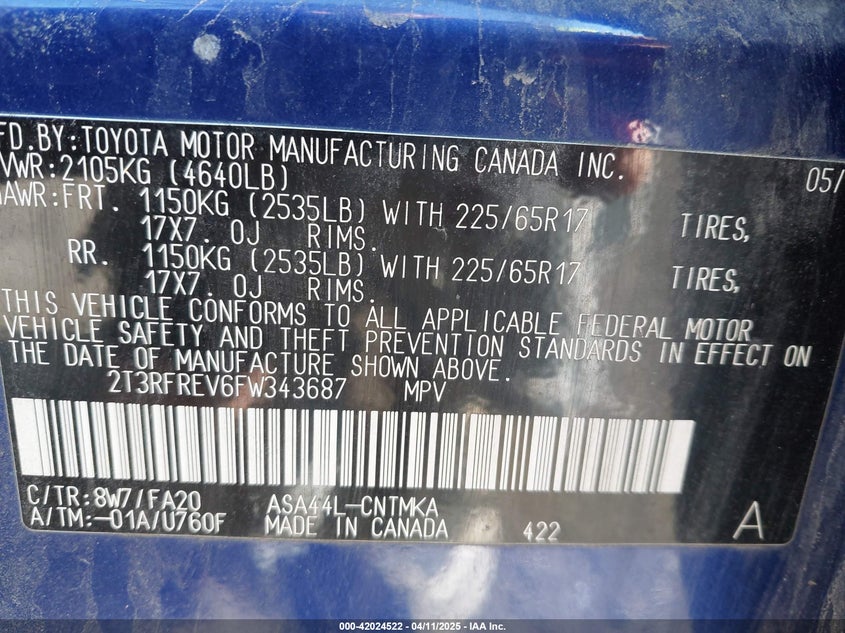 FD.BY:TOYOTA MOTOR MANUFACTURING CANADA INC. 05/
VWR:2105KG (4640LB)
AWR:FRT. 1150KG (2535LB) WITH 225/65R17 TIRES,
17X7. 0J RIMS.
RR. 1150KG (2535LB) WITH 225/65R17 TIRES,
17X7. 0J RIMS.
THIS VEHICLE CONFORMS TO ALL APPLICABLE FEDERAL MOTOR
VEHICLE SAFETY AND THEFT PREVENTION STANDARDS IN EFFECT ON
THE DATE OF MANUFACTURE SHOWN ABOVE.
2T3RFREV6FW343687 MPV
C/TR:8W7/FA20 ASA44L-CNTMKA
A/TM:-01A/U760F MADE IN CANADA 422 A
000-42024522 - 04/11/2025 - IAA Inc.